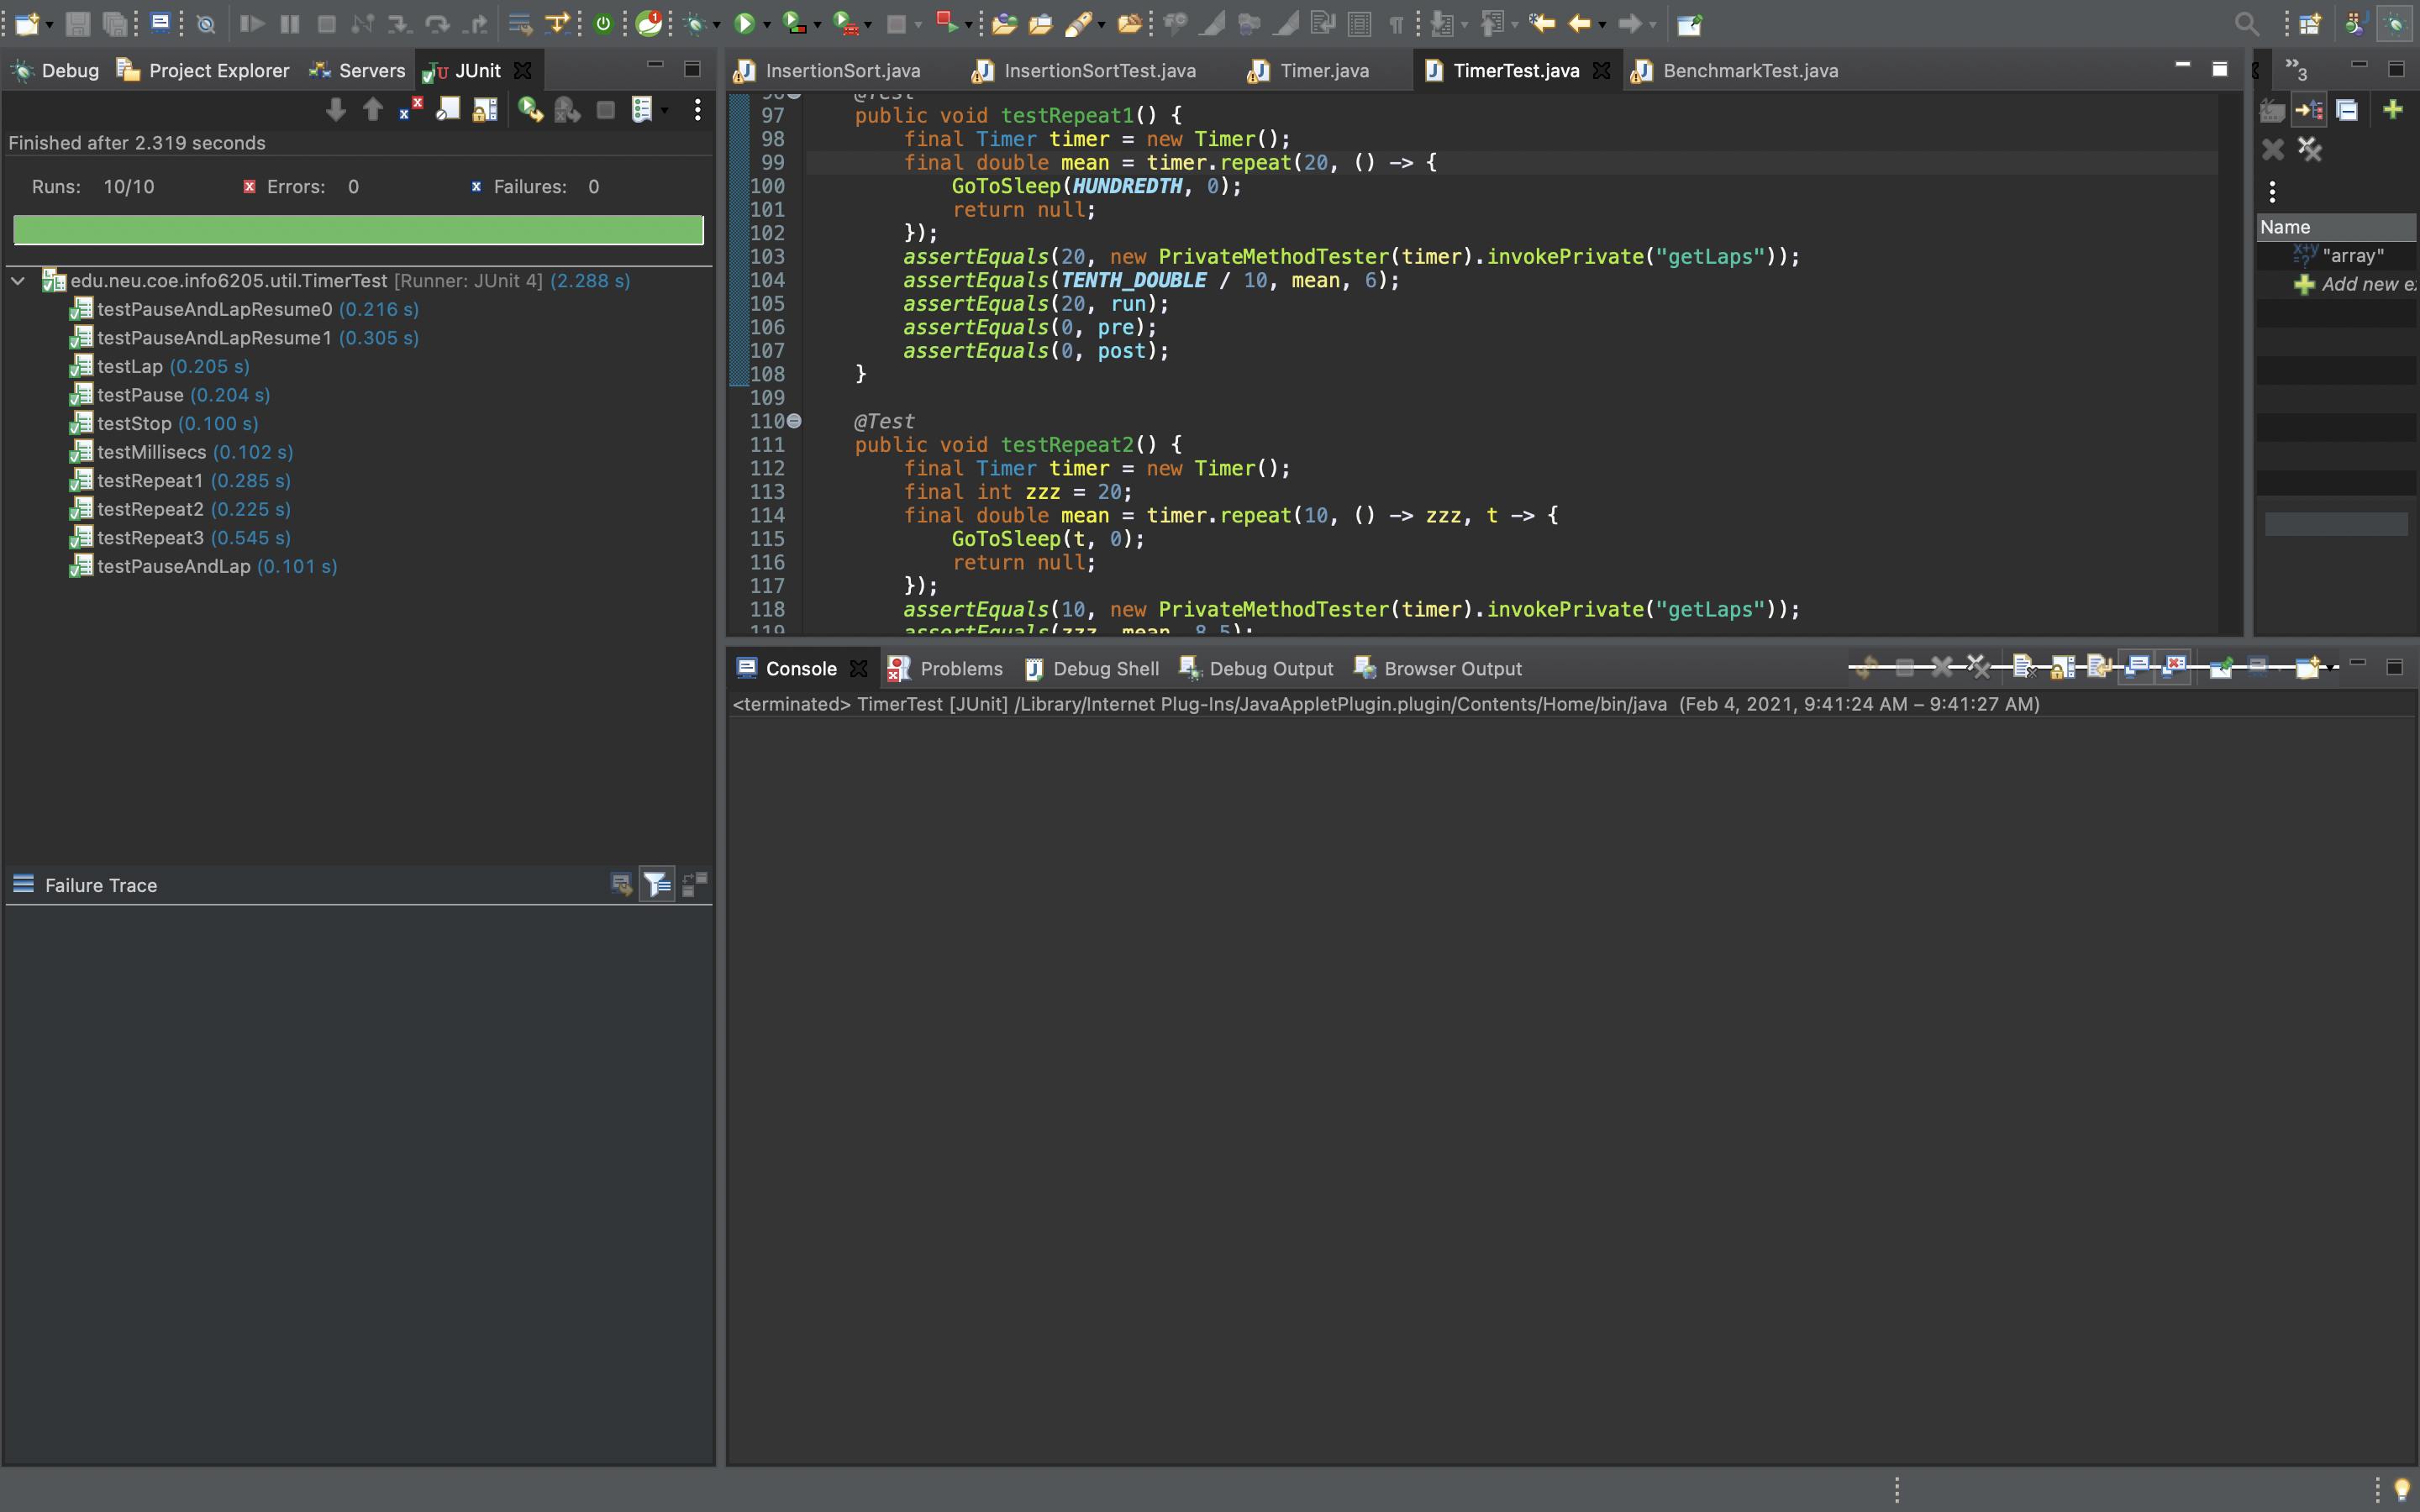 1
Debug Project Explorer Servers JUnit
Finished after 2.319 seconds
Runs: 10/10 Errors: 0 Failures: 0
edu.neu.coe.info6205.util.TimerTest [Runner: JUnit 4] (2.288 s)
testPauseAndLapResume0 (0.216 s)
testPauseAndLapResume1 (0.305 s)
testLap (0.205 s)
testPause (0.204 s)
testStop (0.100 s)
testMillisecs (0.102 s)
testRepeat1 (0.285 s)
testRepeat2 (0.225 s)
testRepeat3 (0.545 s)
testPauseAndLap (0.101 s)
Failure Trace
InsertionSort.java InsertionSortTest.java Timer.java TimerTest.java BenchmarkTest.java
96 @Test
97 public void testRepeat1() {
98 final Timer timer = new Timer();
99 final double mean = timer.repeat(20, () -> {
100 GoToSleep(HUNDREDTH, 0);
101 return null;
102 });
103 assertEquals(20, new PrivateMethodTester(timer).invokePrivate("getLaps"));
104 assertEquals(TENTH_DOUBLE / 10, mean, 6);
105 assertEquals(20, run);
106 assertEquals(0, pre);
107 assertEquals(0, post);
108 }
109
110 @Test
111 public void testRepeat2() {
112 final Timer timer = new Timer();
113 final int zzz = 20;
114 final double mean = timer.repeat(10, () -> zzz, t -> {
115 GoToSleep(t, 0);
116 return null;
117 });
118 assertEquals(10, new PrivateMethodTester(timer).invokePrivate("getLaps"));
119 assertEquals(zzz, mean, 8.5);
Console Problems Debug Shell Debug Output Browser Output
<terminated> TimerTest [JUnit] /Library/Internet Plug-Ins/JavaAppletPlugin.plugin/Contents/Home/bin/java (Feb 4, 2021, 9:41:24 AM – 9:41:27 AM)
»3
Name
x+y=? "array"
Add new e